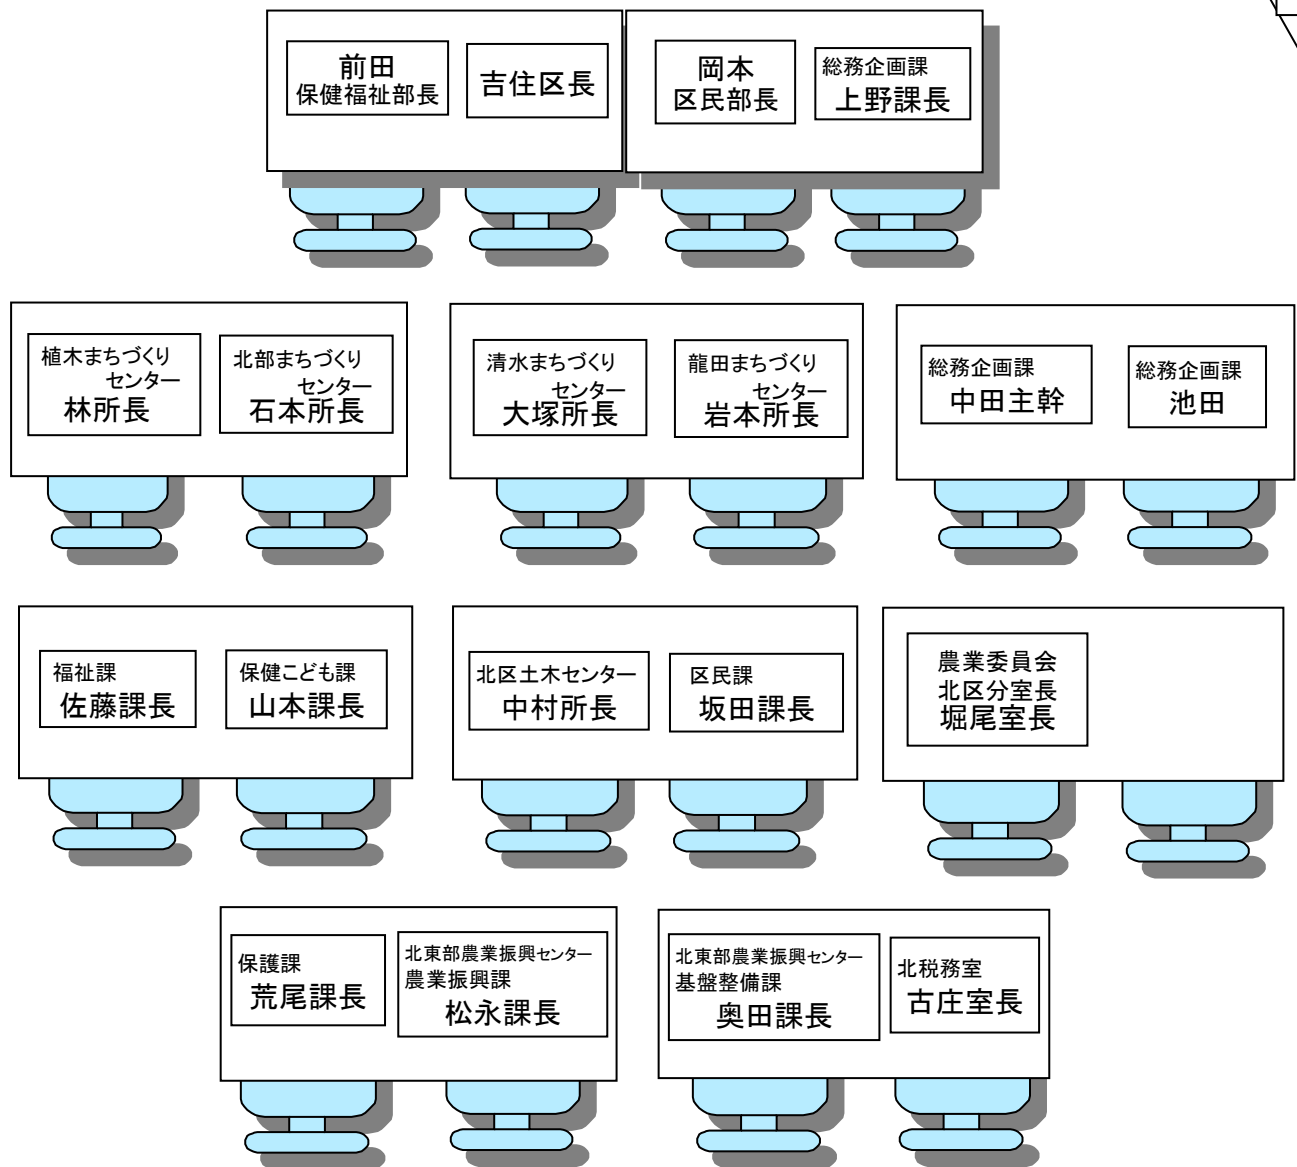 前田
保健福祉部長
吉住区長
岡本
区民部長
総務企画課
上野課長
植木まちづくり
センター
林所長
北部まちづくり
センター
石本所長
清水まちづくり
センター
大塚所長
龍田まちづくり
センター
岩本所長
総務企画課
中田主幹
総務企画課
池田
福祉課
佐藤課長
保健こども課
山本課長
北区土木センター
中村所長
区民課
坂田課長
農業委員会
北区分室長
堀尾室長
保護課
荒尾課長
北東部農業振興センター
農業振興課
松永課長
北東部農業振興センター
基盤整備課
奥田課長
北税務室
古庄室長